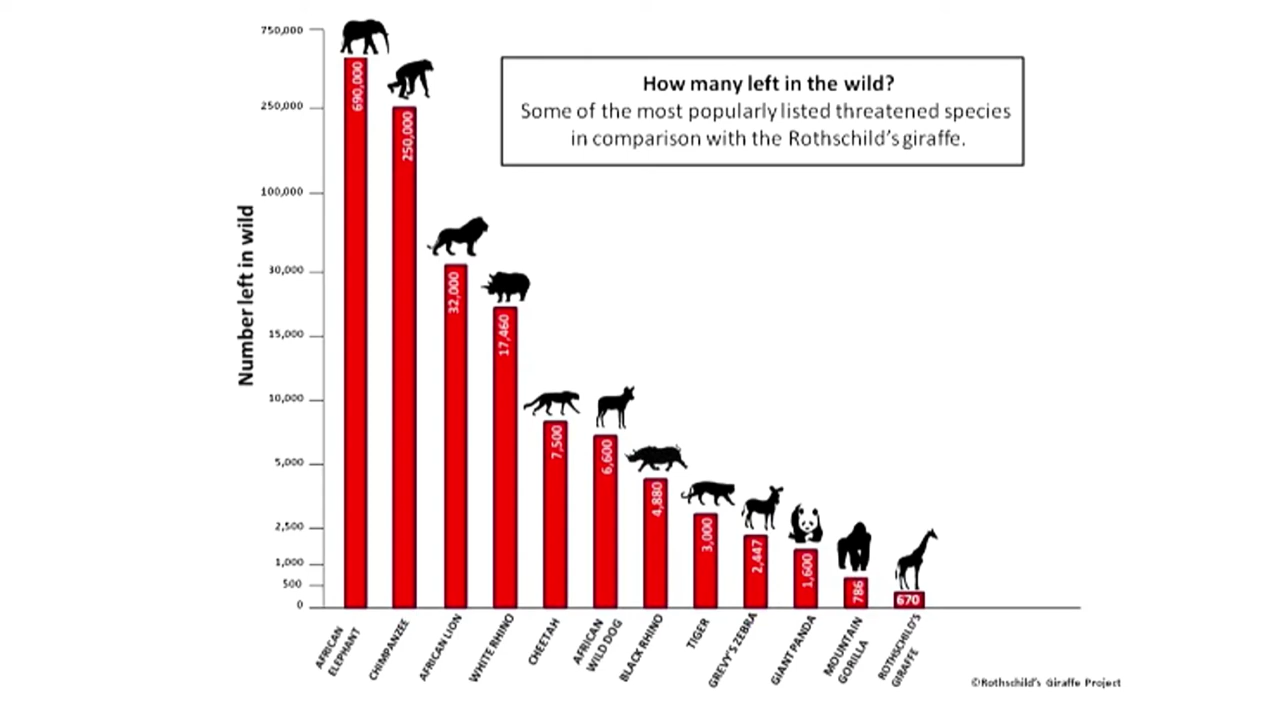 How many left in the wild?
Some of the most popularly listed threatened species
in comparison with the Rothschild's giraffe.
Number left in wild
750,000
250,000
100,000
30,000
15,000
10,000
5,000
2,500
1,000
500
0
690,000
250,000
32,000
17,460
7,500
6,600
4,880
3,000
2,447
1,600
786
670
AFRICAN
ELEPHANT
CHIMPANZEE
AFRICAN LION
WHITE RHINO
CHEETAH
AFRICAN
WILD DOG
BLACK RHINO
TIGER
GREVY'S ZEBRA
GIANT PANDA
MOUNTAIN
GORILLA
ROTHSCHILD'S
GIRAFFE
©Rothschild's Giraffe Project